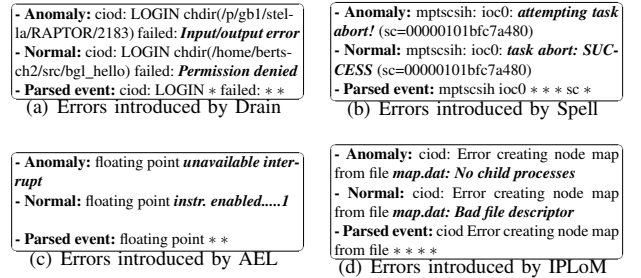 - Anomaly: ciod: LOGIN chdir(/p/gb1/stel-
la/RAPTOR/2183) failed: Input/output error
- Normal: ciod: LOGIN chdir(/home/berts-
ch2/src/bgl_hello) failed: Permission denied
- Parsed event: ciod: LOGIN * failed: * *
(a) Errors introduced by Drain
- Anomaly: mptscsih: ioc0: attempting task
abort! (sc=00000101bfc7a480)
- Normal: mptscsih: ioc0: task abort: SUC-
CESS (sc=00000101bfc7a480)
- Parsed event: mptscsih ioc0 * * * sc *
(b) Errors introduced by Spell
- Anomaly: floating point unavailable inter-
rupt
- Normal: floating point instr. enabled.....1
- Parsed event: floating point * *
(c) Errors introduced by AEL
- Anomaly: ciod: Error creating node map
from file map.dat: No child processes
- Normal: ciod: Error creating node map
from file map.dat: Bad file descriptor
- Parsed event: ciod Error creating node map
from file * * * *
(d) Errors introduced by IPLoM